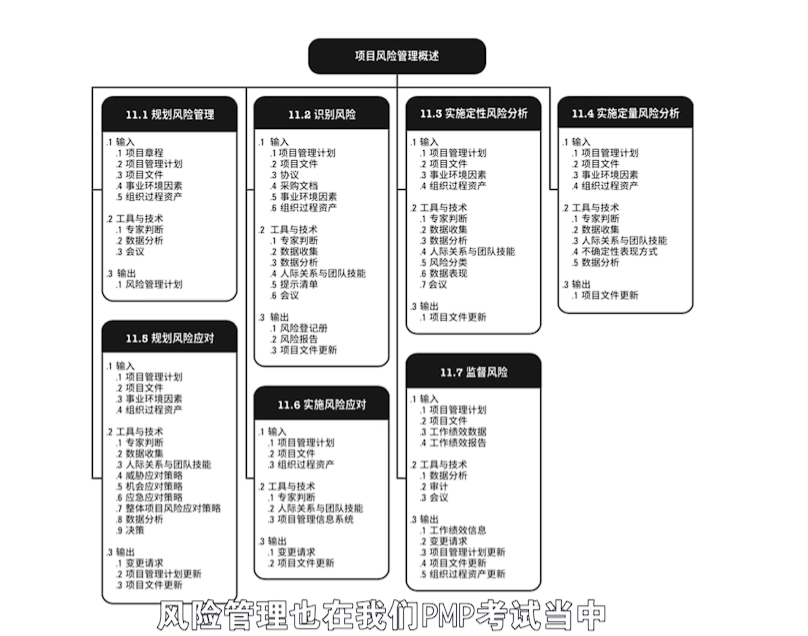 项目风险管理概述
11.1 规划风险管理
.1 输入
.1 项目章程
.2 项目管理计划
.3 项目文件
.4 事业环境因素
.5 组织过程资产
.2 工具与技术
.1 专家判断
.2 数据分析
.3 会议
.3 输出
.1 风险管理计划
11.2 识别风险
.1 输入
.1 项目管理计划
.2 项目文件
.3 协议
.4 采购文档
.5 事业环境因素
.6 组织过程资产
.2 工具与技术
.1 专家判断
.2 数据收集
.3 数据分析
.4 人际关系与团队技能
.5 提示清单
.6 会议
.3 输出
.1 风险登记册
.2 风险报告
.3 项目文件更新
11.3 实施定性风险分析
.1 输入
.1 项目管理计划
.2 项目文件
.3 事业环境因素
.4 组织过程资产
.2 工具与技术
.1 专家判断
.2 数据收集
.3 数据分析
.4 人际关系与团队技能
.5 风险分类
.6 数据表现
.7 会议
.3 输出
.1 项目文件更新
11.4 实施定量风险分析
.1 输入
.1 项目管理计划
.2 项目文件
.3 事业环境因素
.4 组织过程资产
.2 工具与技术
.1 专家判断
.2 数据收集
.3 人际关系与团队技能
.4 不确定性表现方式
.5 数据分析
.3 输出
.1 项目文件更新
11.5 规划风险应对
.1 输入
.1 项目管理计划
.2 项目文件
.3 事业环境因素
.4 组织过程资产
.2 工具与技术
.1 专家判断
.2 数据收集
.3 人际关系与团队技能
.4 威胁应对策略
.5 机会应对策略
.6 应急应对策略
.7 整体项目风险应对策略
.8 数据分析
.9 决策
.3 输出
.1 变更请求
.2 项目管理计划更新
.3 项目文件更新
11.6 实施风险应对
.1 输入
.1 项目管理计划
.2 项目文件
.3 组织过程资产
.2 工具与技术
.1 专家判断
.2 人际关系与团队技能
.3 项目管理信息系统
.3 输出
.1 变更请求
.2 项目文件更新
11.7 监督风险
.1 输入
.1 项目管理计划
.2 项目文件
.3 工作绩效数据
.4 工作绩效报告
.2 工具与技术
.1 数据分析
.2 审计
.3 会议
.3 输出
.1 工作绩效信息
.2 变更请求
.3 项目管理计划更新
.4 项目文件更新
.5 组织过程资产更新
风险管理也在我们PMP考试当中